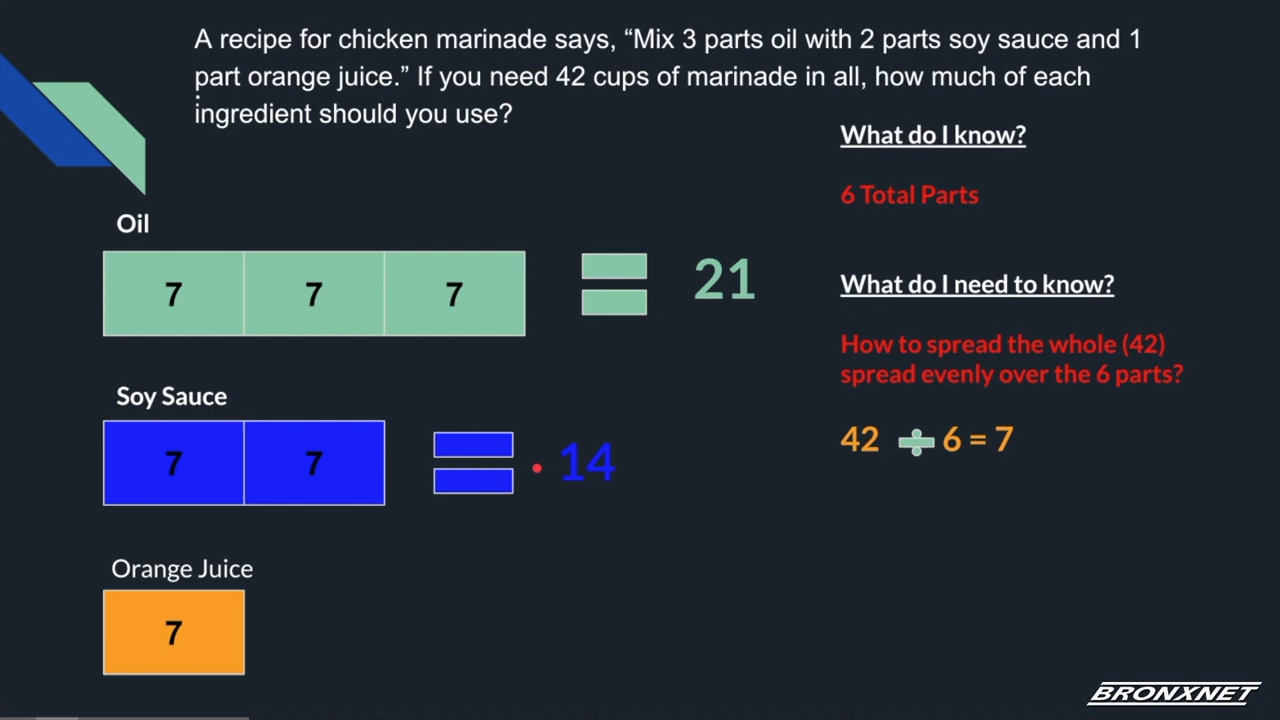 A recipe for chicken marinade says, “Mix 3 parts oil with 2 parts soy sauce and 1
part orange juice.” If you need 42 cups of marinade in all, how much of each
ingredient should you use?
What do I know?
6 Total Parts
Oil
7 7 7 = 21
What do I need to know?
How to spread the whole (42)
spread evenly over the 6 parts?
42 ÷ 6 = 7
Soy Sauce
7 7 = 14
Orange Juice
7
BRONXNET